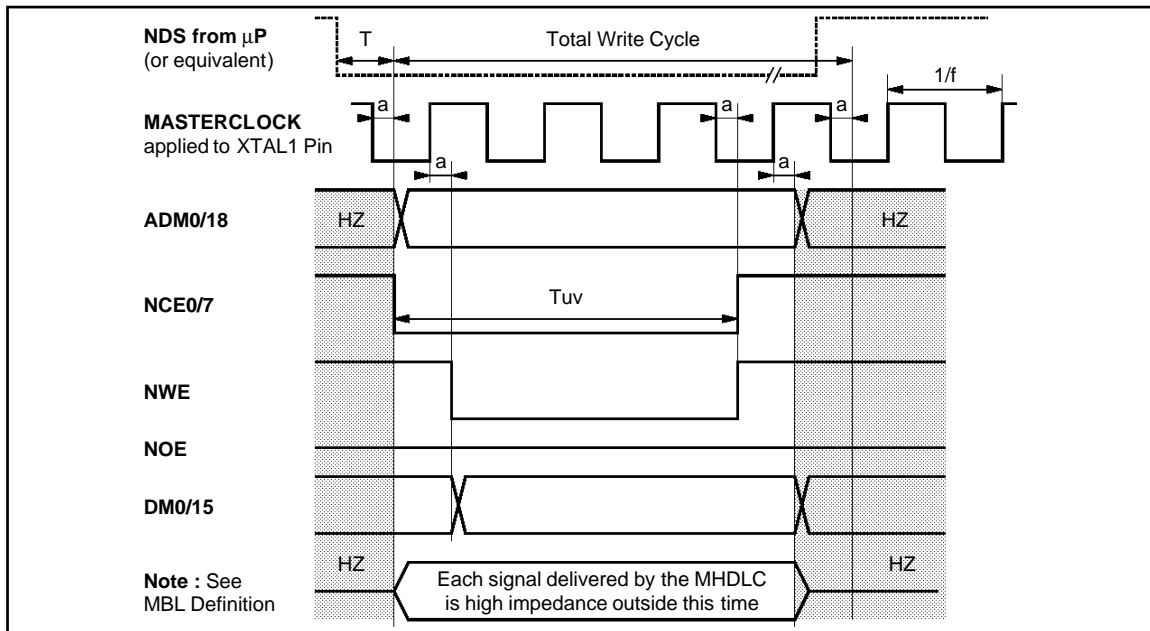 NDS from μP
(or equivalent)
T
Total Write Cycle
1/f
MASTERCLOCK
applied to XTAL1 Pin
a
a
a
a
a
ADM0/18
HZ
HZ
NCE0/7
Tuv
NWE
NOE
DM0/15
HZ
HZ
Note : See
MBL Definition
Each signal delivered by the MHDLC
is high impedance outside this time